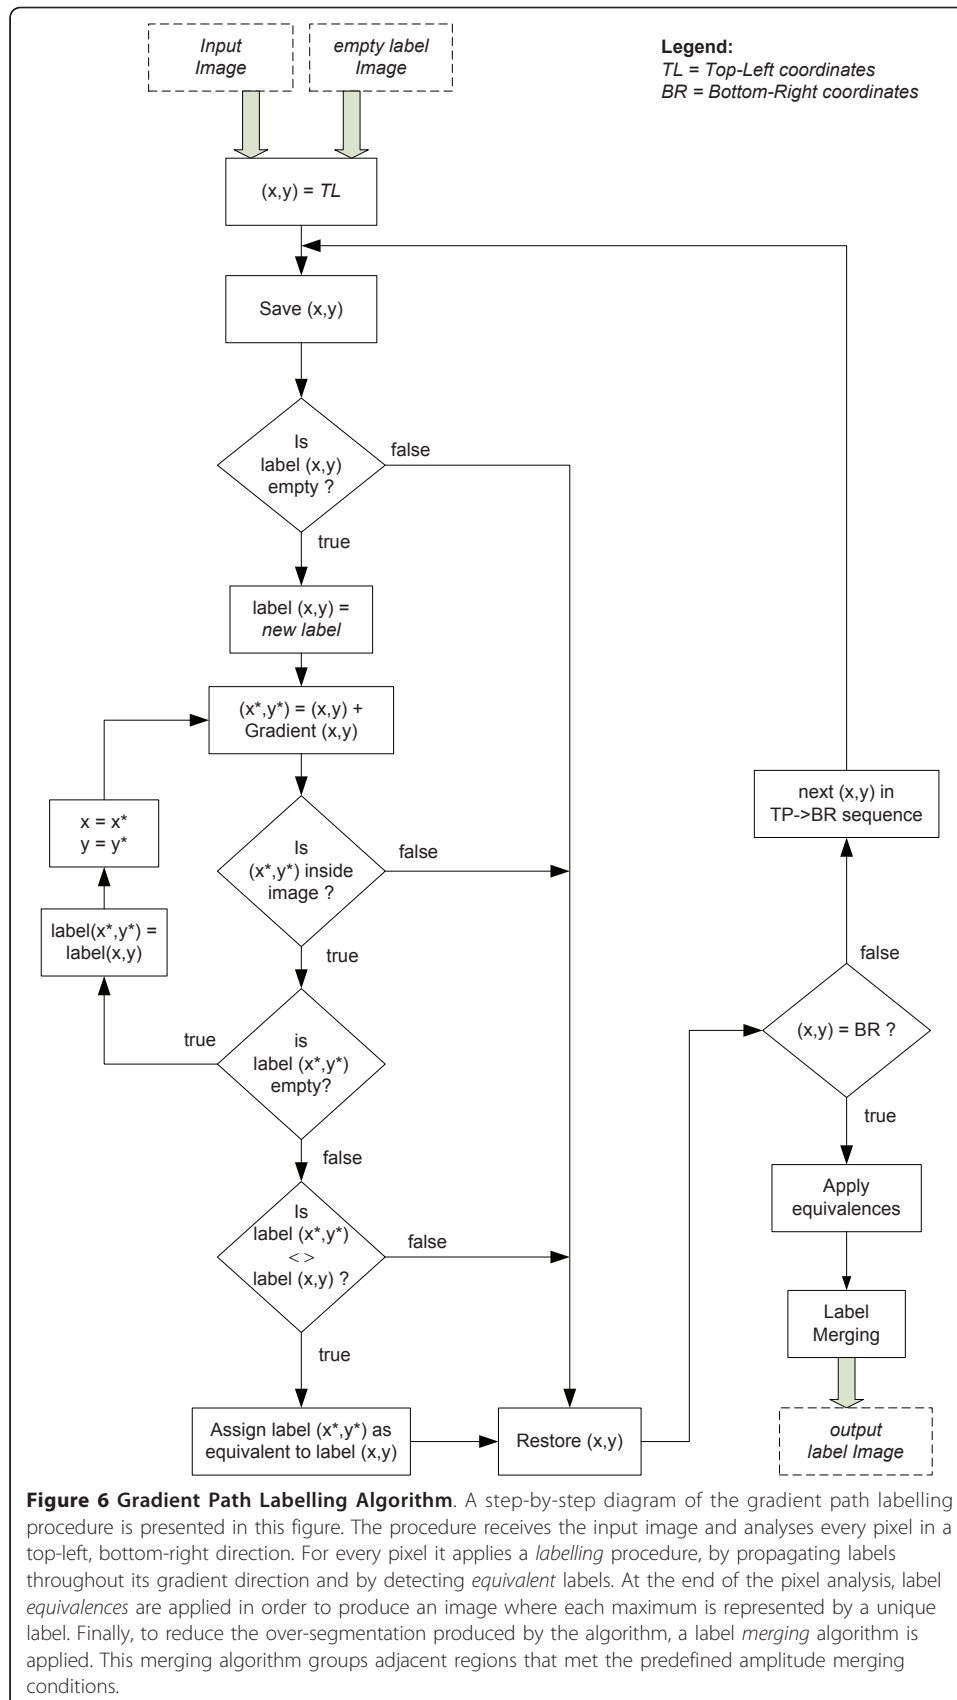 Input
Image
empty label
Image
Legend:
TL = Top-Left coordinates
BR = Bottom-Right coordinates
(x,y) = TL
Save (x,y)
Is
label (x,y)
empty ?
false
true
label (x,y) =
new label
(x*,y*) = (x,y) +
Gradient (x,y)
x = x*
y = y*
label(x*,y*) =
label(x,y)
Is
(x*,y*) inside
image ?
false
true
is
label (x*,y*)
empty?
true
false
Is
label (x*,y*)
< >
label (x,y) ?
false
true
Assign label (x*,y*) as
equivalent to label (x,y)
Restore (x,y)
next (x,y) in
TP->BR sequence
false
(x,y) = BR ?
true
Apply
equivalences
Label
Merging
output
label Image
Figure 6 Gradient Path Labelling Algorithm. A step-by-step diagram of the gradient path labelling
procedure is presented in this figure. The procedure receives the input image and analyses every pixel in a
top-left, bottom-right direction. For every pixel it applies a labelling procedure, by propagating labels
throughout its gradient direction and by detecting equivalent labels. At the end of the pixel analysis, label
equivalences are applied in order to produce an image where each maximum is represented by a unique
label. Finally, to reduce the over-segmentation produced by the algorithm, a label merging algorithm is
applied. This merging algorithm groups adjacent regions that met the predefined amplitude merging
conditions.